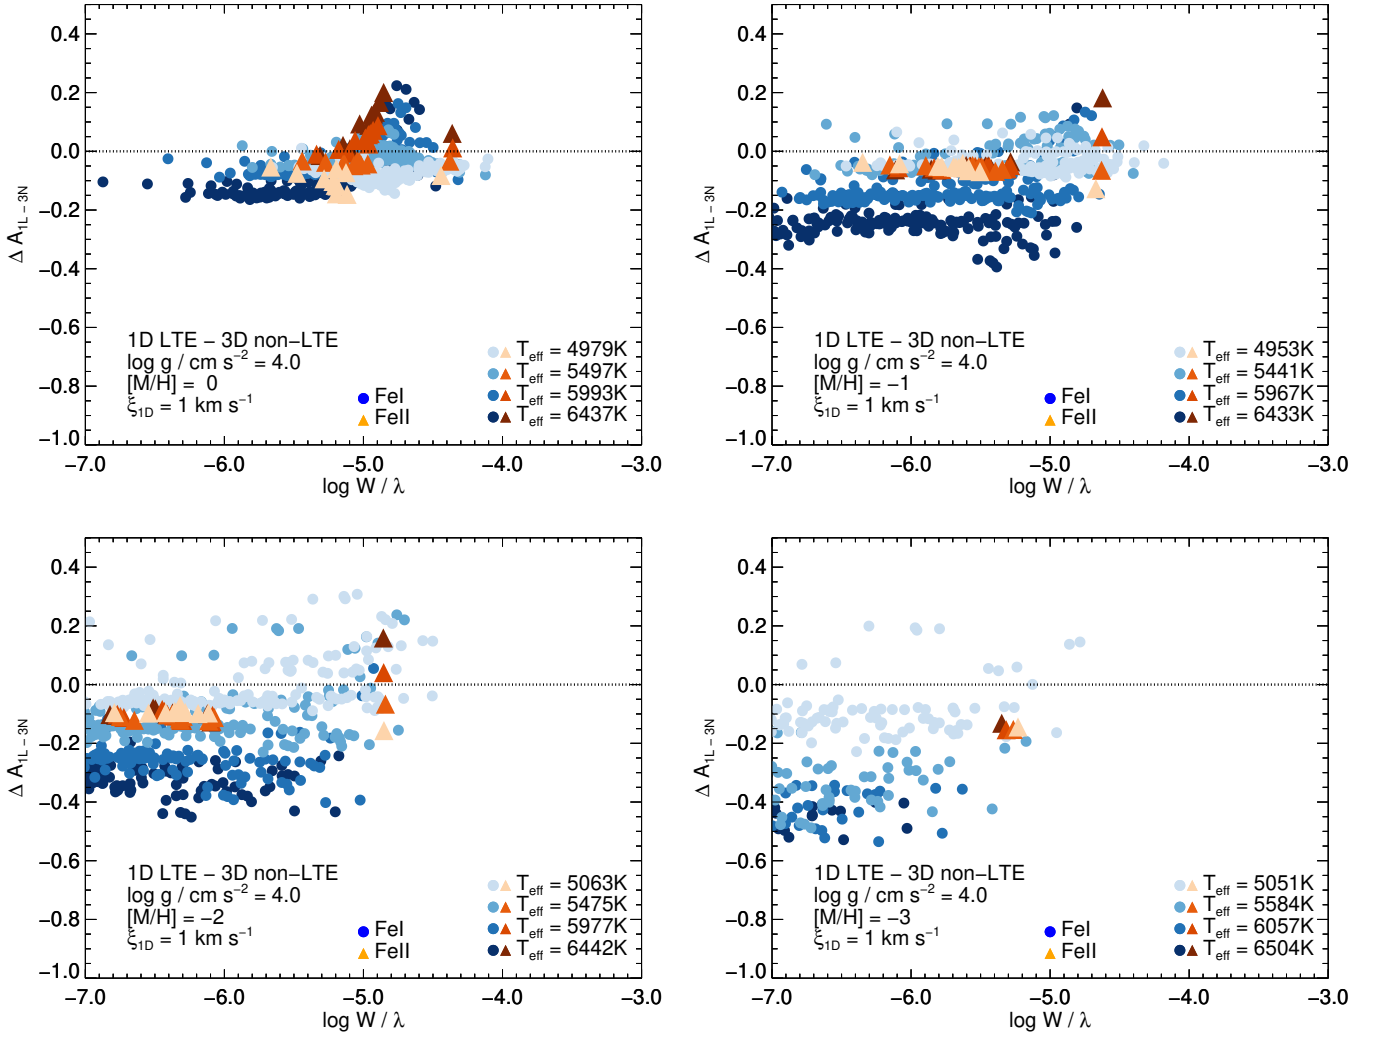 0.4
0.2
0.0
−0.2
−0.4
−0.6
−0.8
−1.0
Δ A1L − 3N
1D LTE − 3D non−LTE
log g / cm s−2 = 4.0
[M/H] = 0
ξ1D = 1 km s−1
FeI
FeII
Teff = 4979K
Teff = 5497K
Teff = 5993K
Teff = 6437K
−7.0 −6.0 −5.0 −4.0 −3.0
log W / λ
0.4
0.2
0.0
−0.2
−0.4
−0.6
−0.8
−1.0
Δ A1L − 3N
1D LTE − 3D non−LTE
log g / cm s−2 = 4.0
[M/H] = −1
ξ1D = 1 km s−1
FeI
FeII
Teff = 4953K
Teff = 5441K
Teff = 5967K
Teff = 6433K
−7.0 −6.0 −5.0 −4.0 −3.0
log W / λ
0.4
0.2
0.0
−0.2
−0.4
−0.6
−0.8
−1.0
Δ A1L − 3N
1D LTE − 3D non−LTE
log g / cm s−2 = 4.0
[M/H] = −2
ξ1D = 1 km s−1
FeI
FeII
Teff = 5063K
Teff = 5475K
Teff = 5977K
Teff = 6442K
−7.0 −6.0 −5.0 −4.0 −3.0
log W / λ
0.4
0.2
0.0
−0.2
−0.4
−0.6
−0.8
−1.0
Δ A1L − 3N
1D LTE − 3D non−LTE
log g / cm s−2 = 4.0
[M/H] = −3
ξ1D = 1 km s−1
FeI
FeII
Teff = 5051K
Teff = 5584K
Teff = 6057K
Teff = 6504K
−7.0 −6.0 −5.0 −4.0 −3.0
log W / λ